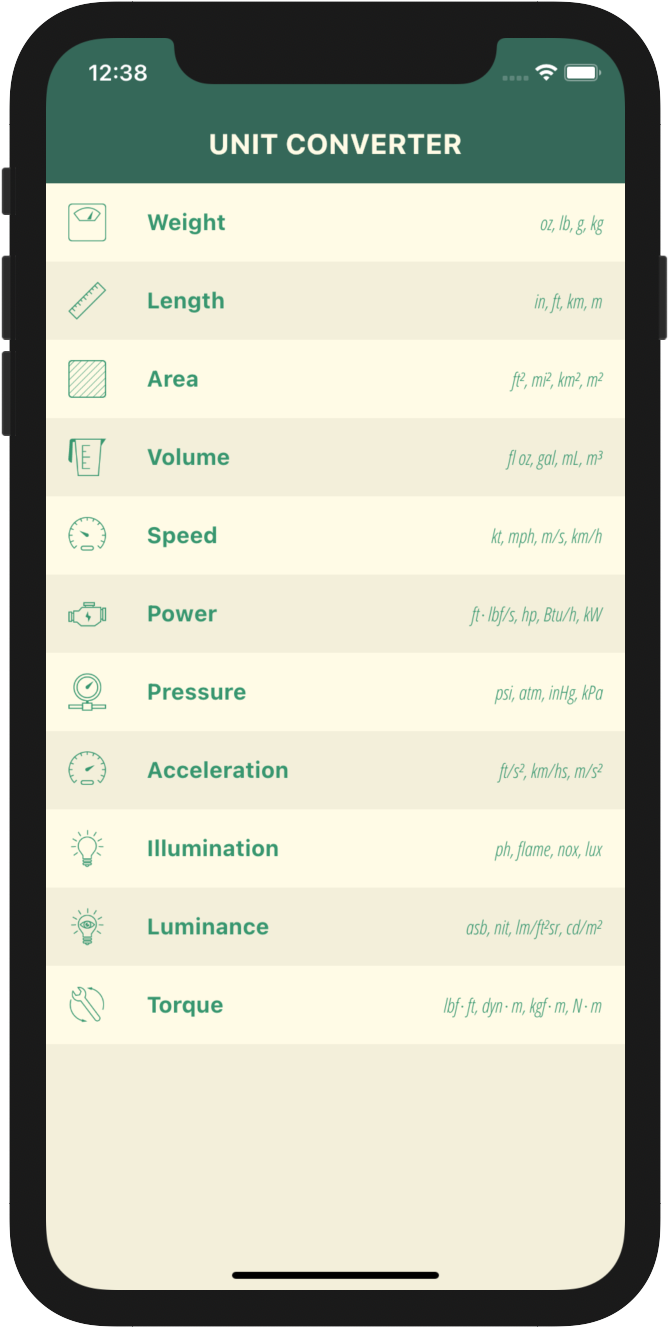 12:38
UNIT CONVERTER
Weight oz, lb, g, kg
Length in, ft, km, m
Area ft², mi², km², m²
Volume fl oz, gal, mL, m³
Speed kt, mph, m/s, km/h
Power ft·lbf/s, hp, Btu/h, kW
Pressure psi, atm, inHg, kPa
Acceleration ft/s², km/hs, m/s²
Illumination ph, flame, nox, lux
Luminance asb, nit, lm/ft²sr, cd/m²
Torque lbf·ft, dyn·m, kgf·m, N·m